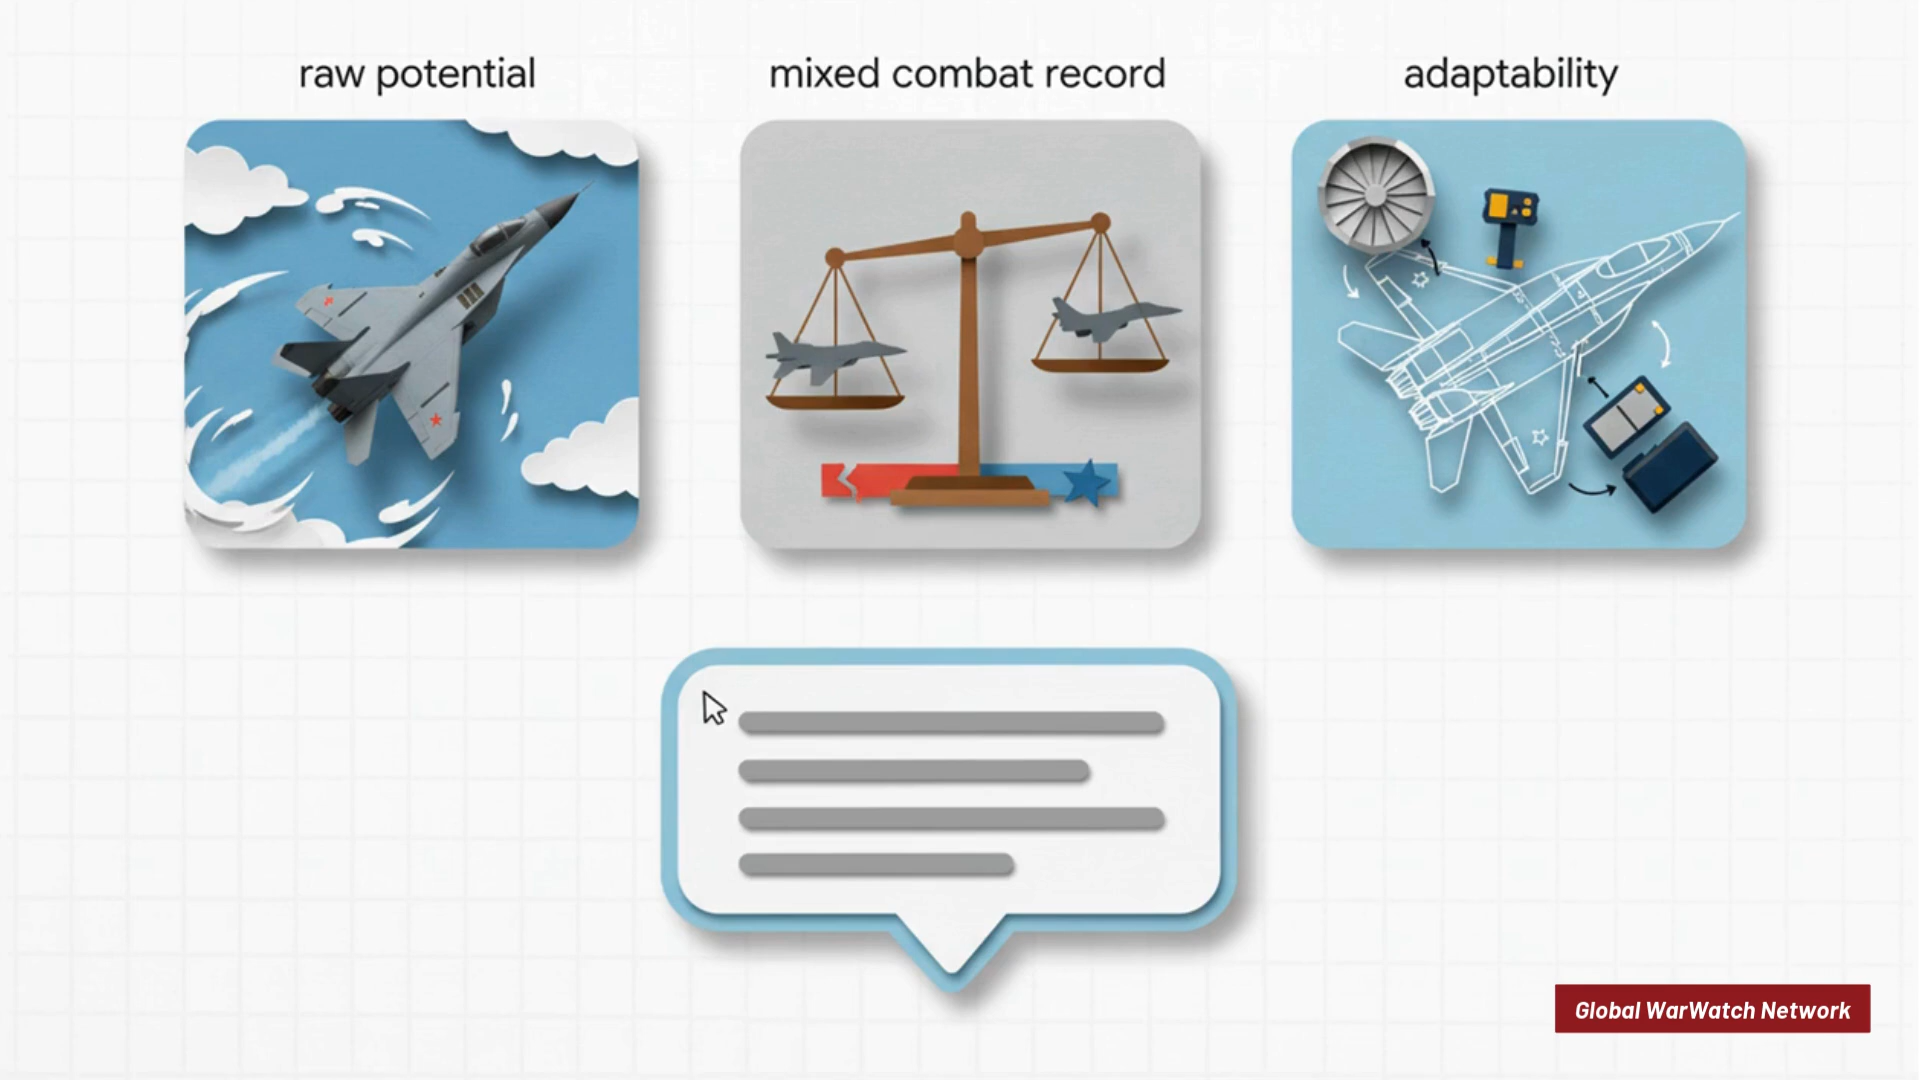 raw potential
mixed combat record
adaptability
Global WarWatch Network